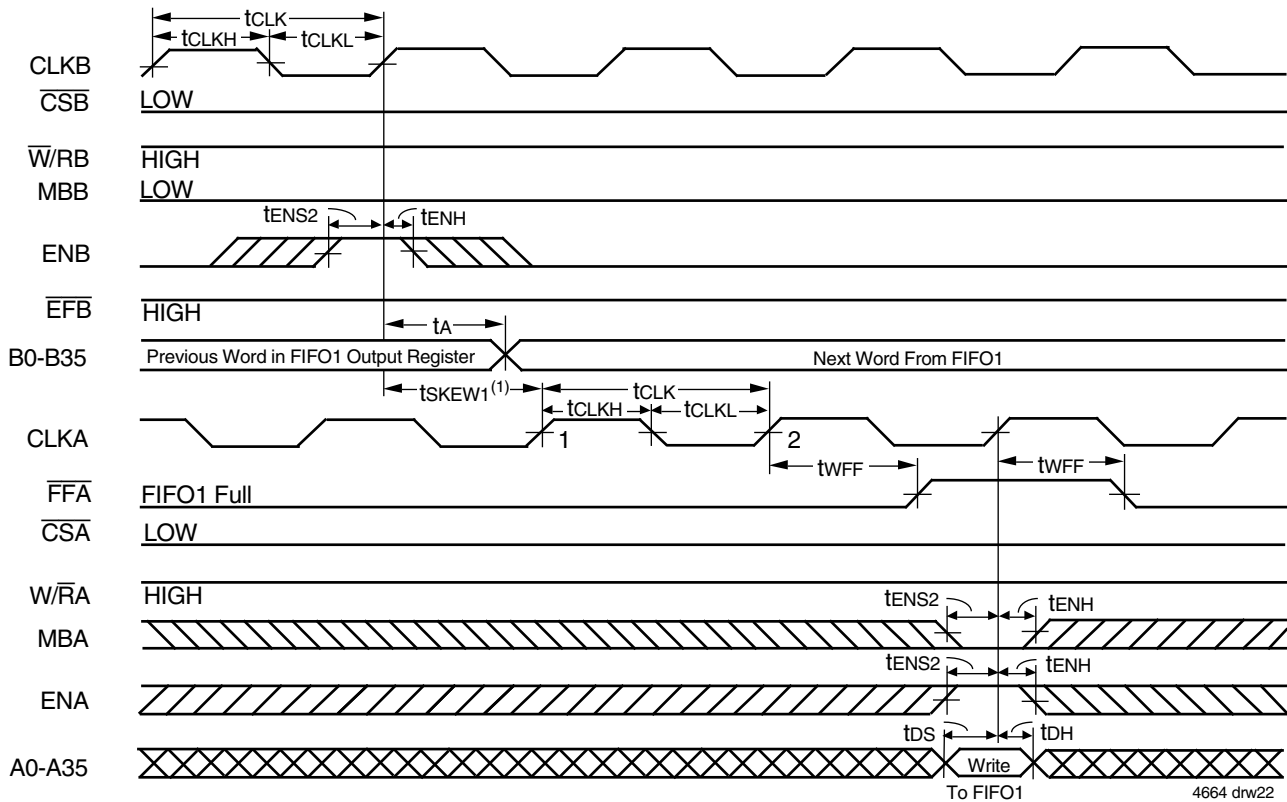 tCLK
tCLKH tCLKL
CLKB
CSB LOW
W/RB HIGH
MBB LOW
tENS2 tENH
ENB
EFB HIGH
tA
B0-B35 Previous Word in FIFO1 Output Register Next Word From FIFO1
tSKEW1(1) tCLK
tCLKH tCLKL
CLKA 1 2
tWFF tWFF
FFA FIFO1 Full
CSA LOW
W/RA HIGH
tENS2 tENH
MBA
tENS2 tENH
ENA
tDS tDH
A0-A35 Write
To FIFO1 4664 drw22